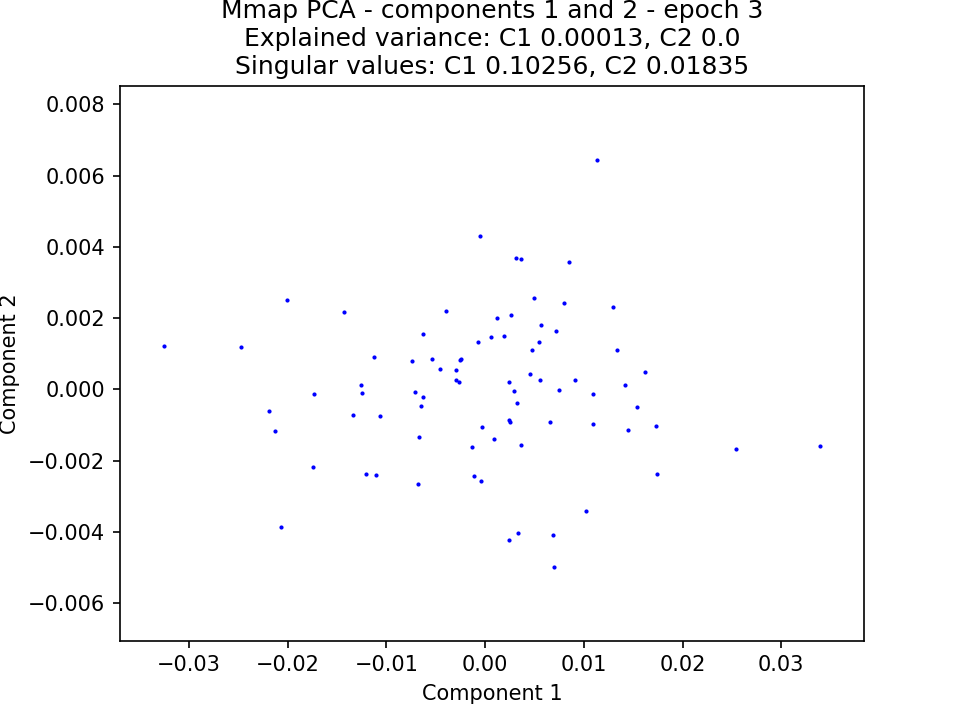 Mmap PCA - components 1 and 2 - epoch 3
Explained variance: C1 0.00013, C2 0.0
Singular values: C1 0.10256, C2 0.01835
0.008
0.006
0.004
0.002
0.000
−0.002
−0.004
−0.006
Component 2
−0.03 −0.02 −0.01 0.00 0.01 0.02 0.03
Component 1